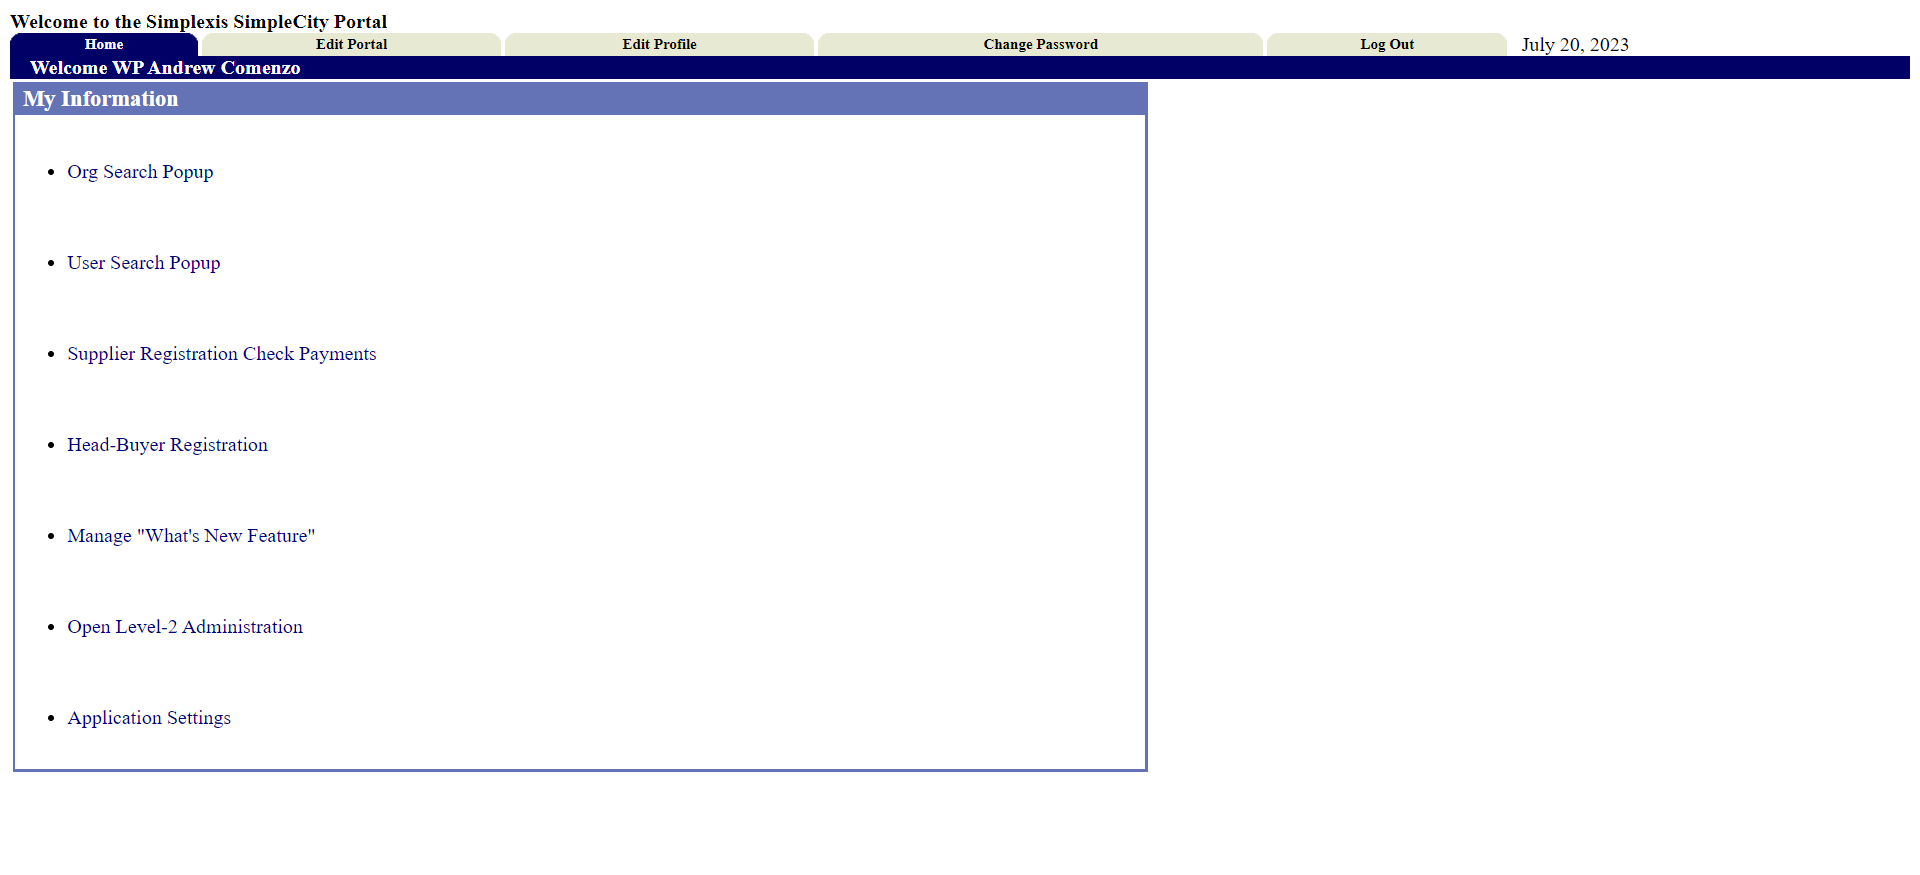 Welcome to the Simplexis SimpleCity Portal
Home Edit Portal Edit Profile Change Password Log Out July 20, 2023
Welcome WP Andrew Comenzo
My Information
Org Search Popup
User Search Popup
Supplier Registration Check Payments
Head-Buyer Registration
Manage "What's New Feature"
Open Level-2 Administration
Application Settings